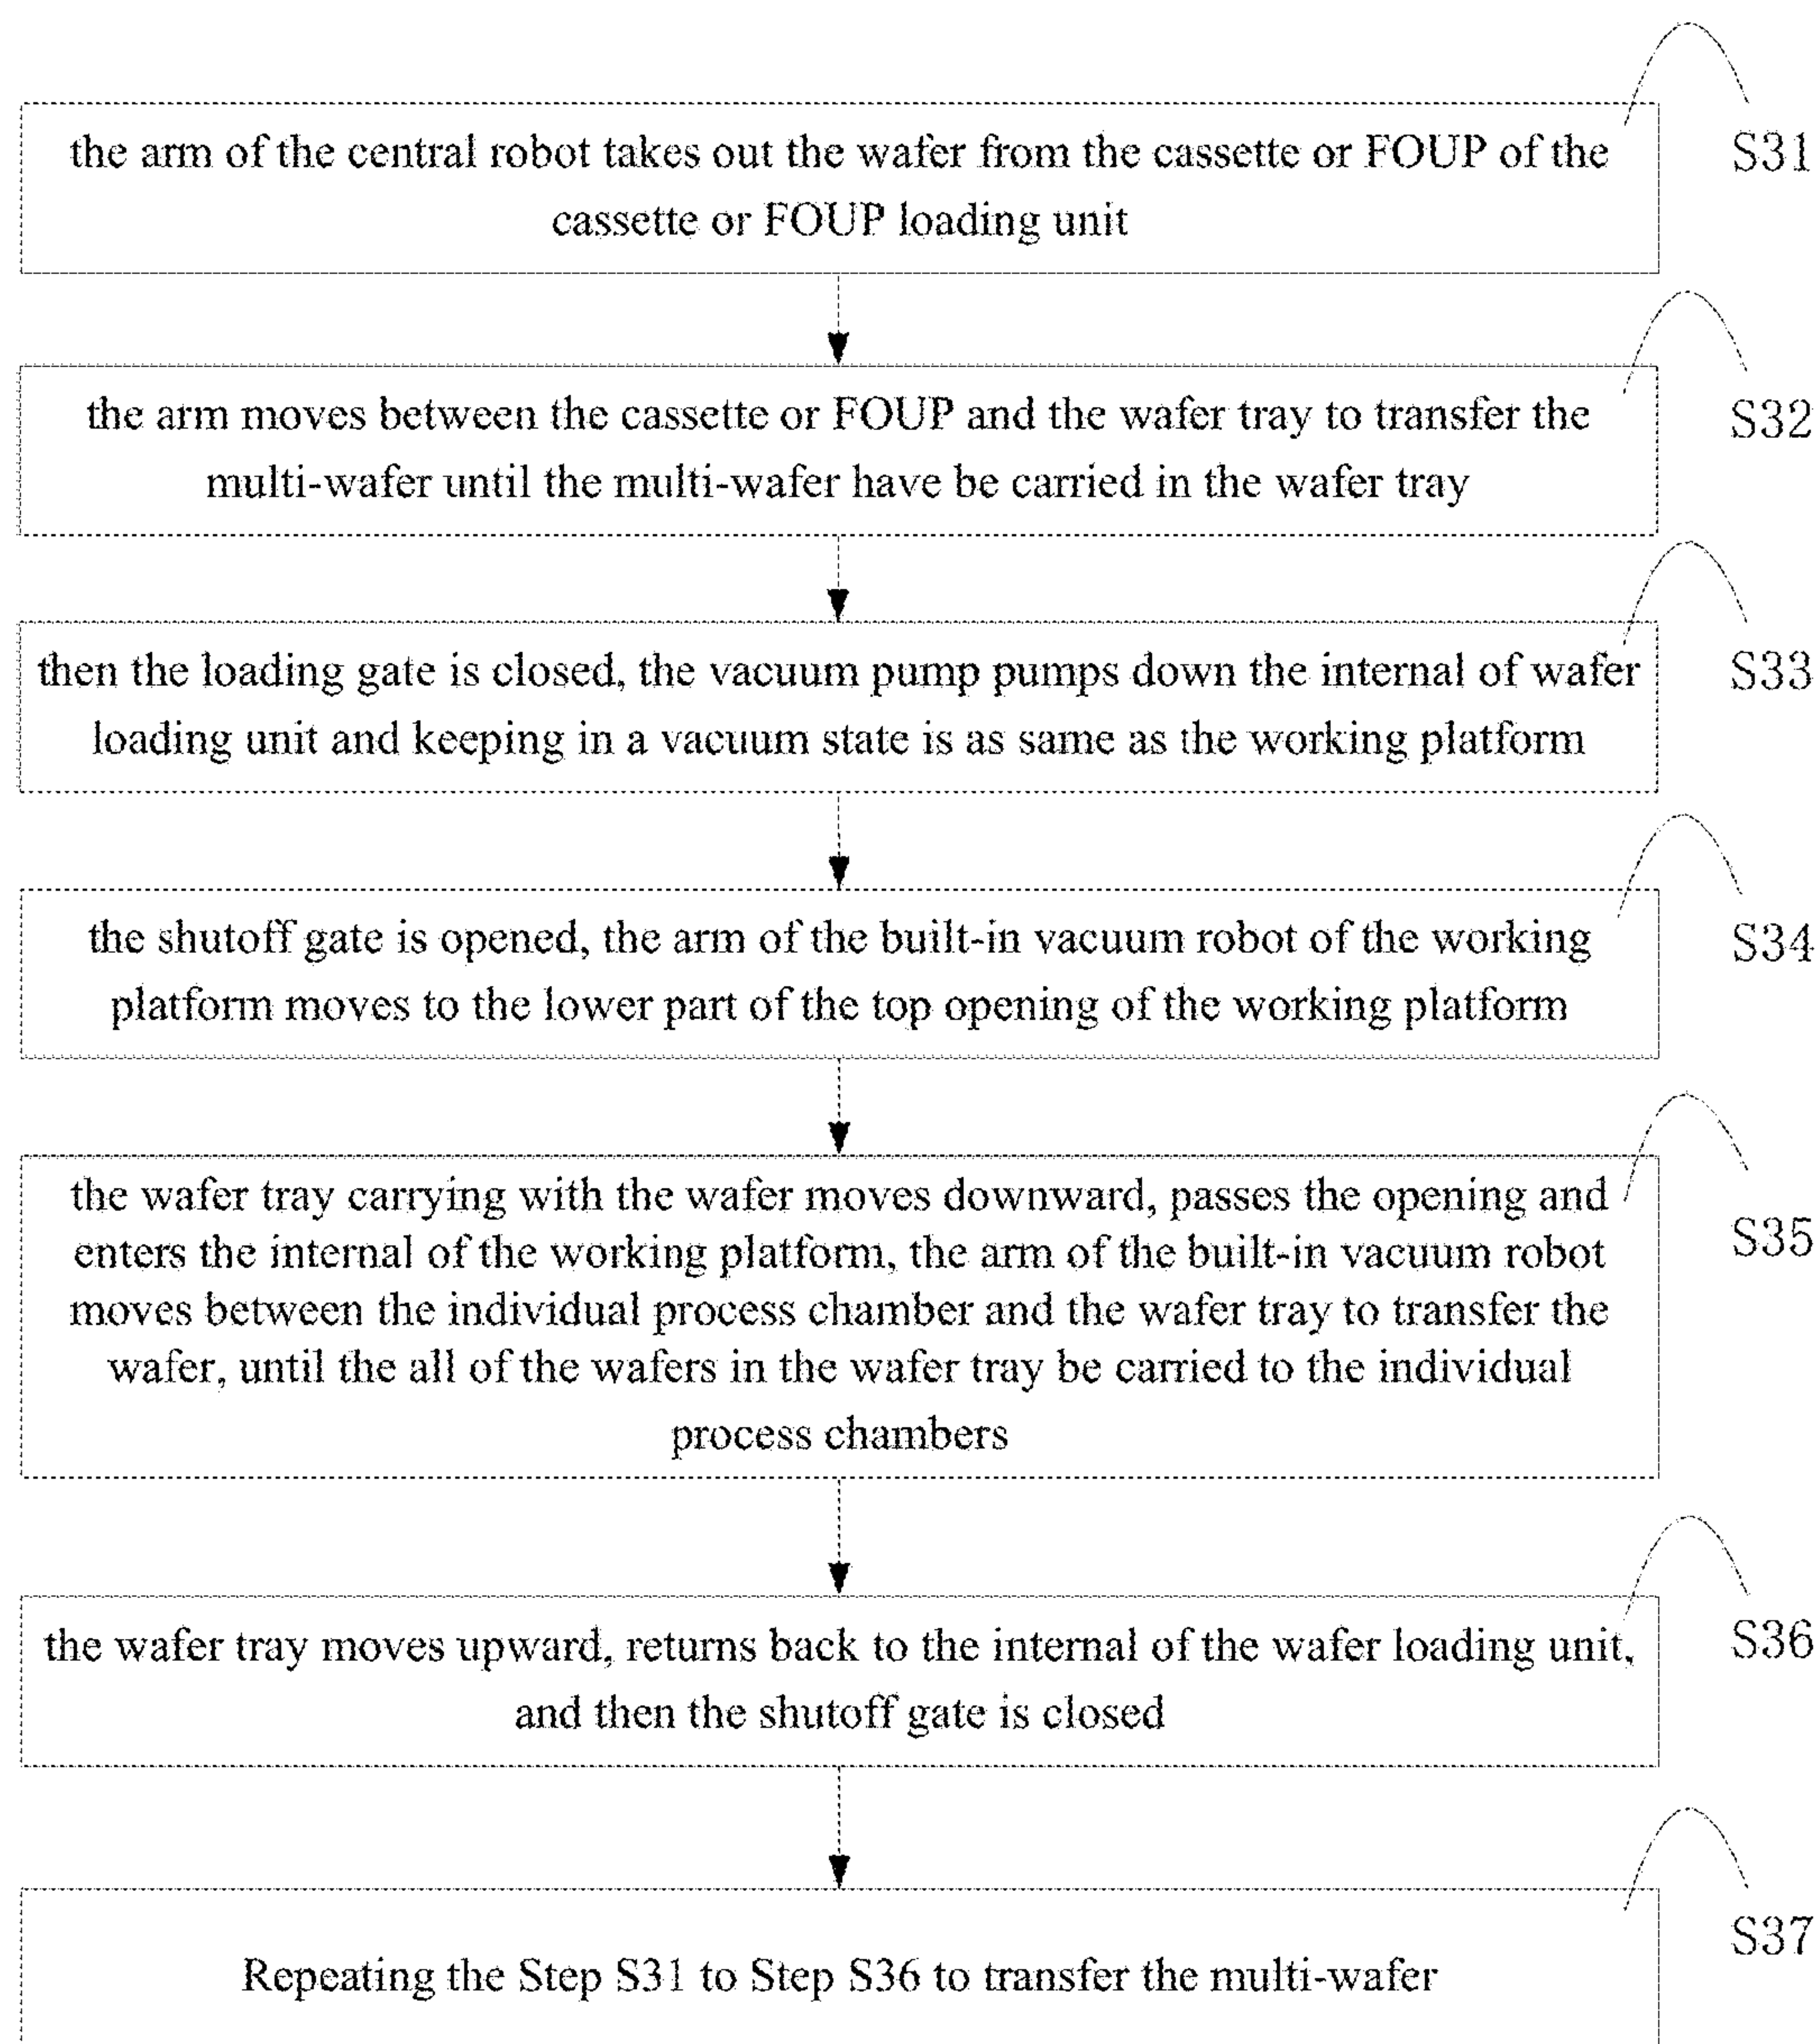 the arm of the central robot takes out the wafer from the cassette or FOUP of the
cassette or FOUP loading unit
S31
the arm moves between the cassette or FOUP and the wafer tray to transfer the
multi-wafer until the multi-wafer have be carried in the wafer tray
S32
then the loading gate is closed, the vacuum pump pumps down the internal of wafer
loading unit and keeping in a vacuum state is as same as the working platform
S33
the shutoff gate is opened, the arm of the built-in vacuum robot of the working
platform moves to the lower part of the top opening of the working platform
S34
the wafer tray carrying with the wafer moves downward, passes the opening and
enters the internal of the working platform, the arm of the built-in vacuum robot
moves between the individual process chamber and the wafer tray to transfer the
wafer, until the all of the wafers in the wafer tray be carried to the individual
process chambers
S35
the wafer tray moves upward, returns back to the internal of the wafer loading unit,
and then the shutoff gate is closed
S36
Repeating the Step S31 to Step S36 to transfer the multi-wafer
S37